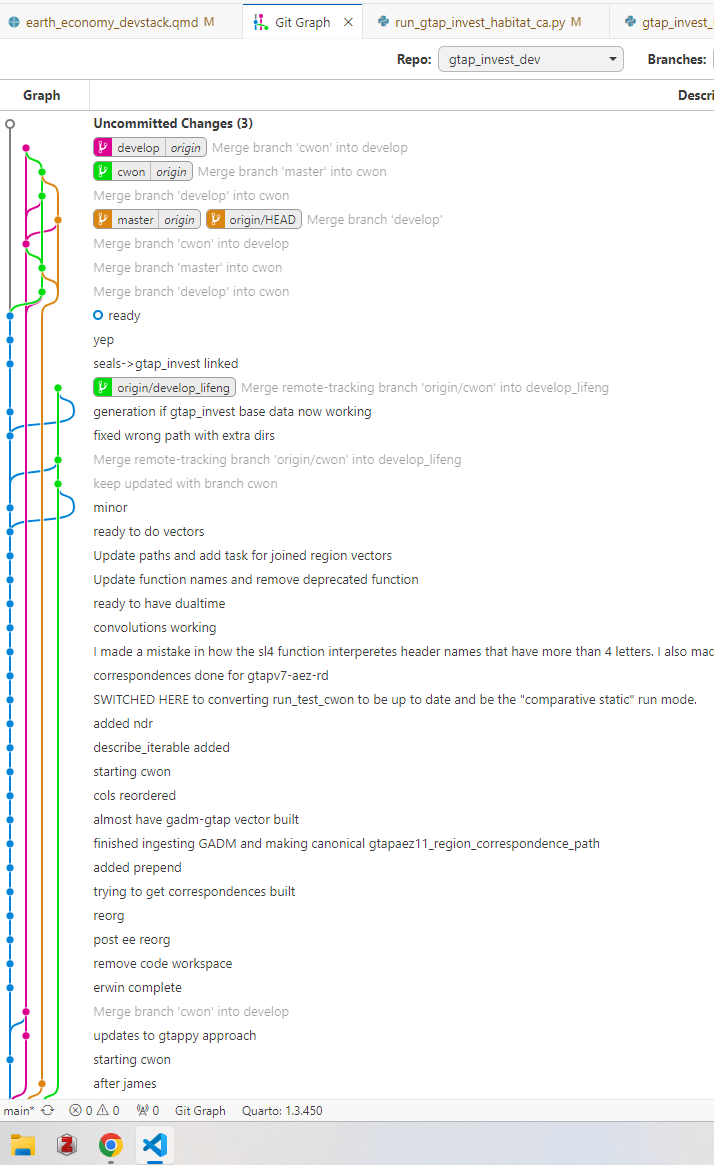 earth_economy_devstack.qmd M Git Graph × run_gtap_invest_habitat_ca.py M gtap_invest_
Repo: gtap_invest_dev Branches:
Graph Descri
Uncommitted Changes (3)
develop origin Merge branch 'cwon' into develop
cwon origin Merge branch 'master' into cwon
Merge branch 'develop' into cwon
master origin origin/HEAD Merge branch 'develop'
Merge branch 'cwon' into develop
Merge branch 'master' into cwon
Merge branch 'develop' into cwon
ready
yep
seals->gtap_invest linked
origin/develop_lifeng Merge remote-tracking branch 'origin/cwon' into develop_lifeng
generation if gtap_invest base data now working
fixed wrong path with extra dirs
Merge remote-tracking branch 'origin/cwon' into develop_lifeng
keep updated with branch cwon
minor
ready to do vectors
Update paths and add task for joined region vectors
Update function names and remove deprecated function
ready to have dualtime
convolutions working
I made a mistake in how the sl4 function interperetes header names that have more than 4 letters. I also mad
correspondences done for gtapv7-aez-rd
SWITCHED HERE to converting run_test_cwon to be up to date and be the "comparative static" run mode.
added ndr
describe_iterable added
starting cwon
cols reordered
almost have gadm-gtap vector built
finished ingesting GADM and making canonical gtapaez11_region_correspondence_path
added prepend
trying to get correspondences built
reorg
post ee reorg
remove code workspace
erwin complete
Merge branch 'cwon' into develop
updates to gtappy approach
starting cwon
after james
main* 0 0 0 Git Graph Quarto: 1.3.450